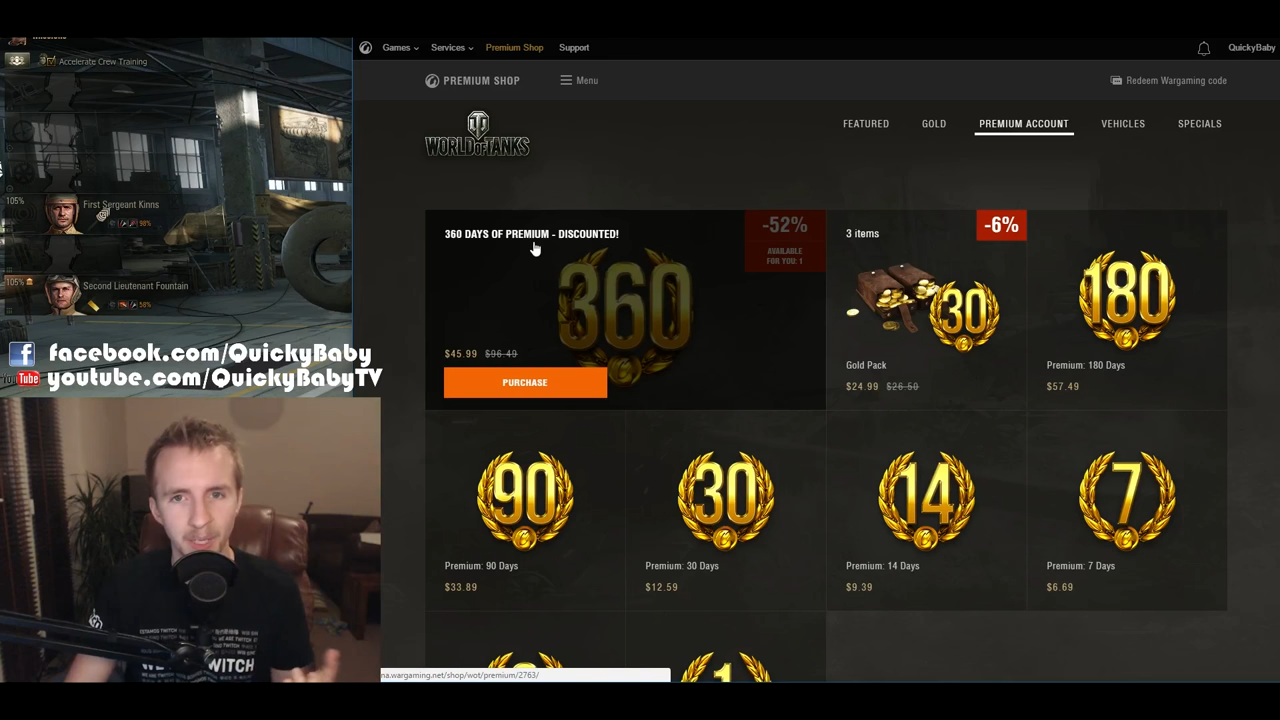 Accelerate Crew Training
105%
First Sergeant Kinns
98%
105%
Second Lieutenant Fountain
58%
facebook.com/QuickyBaby
youtube.com/QuickyBabyTV
Games
Services
Premium Shop
Support
QuickyBaby
PREMIUM SHOP
Menu
Redeem Wargaming code
WORLD OF TANKS
FEATURED
GOLD
PREMIUM ACCOUNT
VEHICLES
SPECIALS
360 DAYS OF PREMIUM - DISCOUNTED!
-52%
AVAILABLE
FOR YOU: 1
360
$45.99 $96.49
PURCHASE
3 items
-6%
30
Gold Pack
$24.99 $26.50
180
Premium: 180 Days
$57.49
90
Premium: 90 Days
$33.89
30
Premium: 30 Days
$12.59
14
Premium: 14 Days
$9.39
7
Premium: 7 Days
$6.69
1
na.wargaming.net/shop/wot/premium/2763/